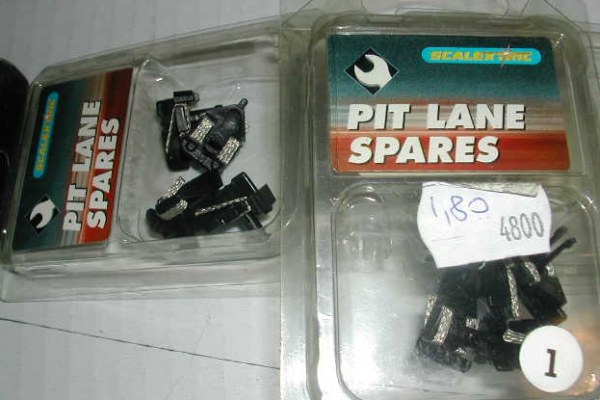 SCALEXTRIC
PIT LANE
SPARES
SCALEXTRIC
PIT LANE
SPARES
1,80
4800
1